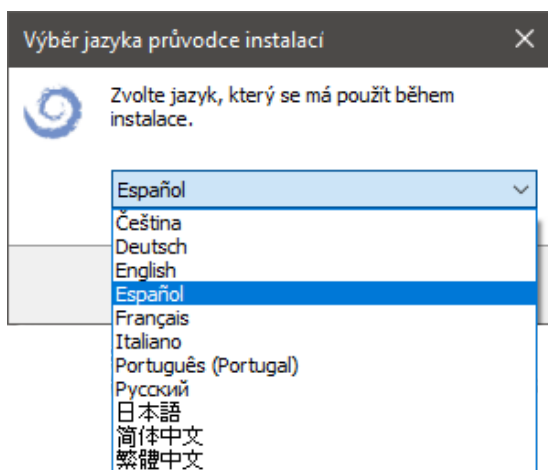 Výběr jazyka průvodce instalací
Zvolte jazyk, který se má použít během
instalace.
Español
Čeština
Deutsch
English
Español
Français
Italiano
Português (Portugal)
Русский
日本語
简体中文
繁體中文